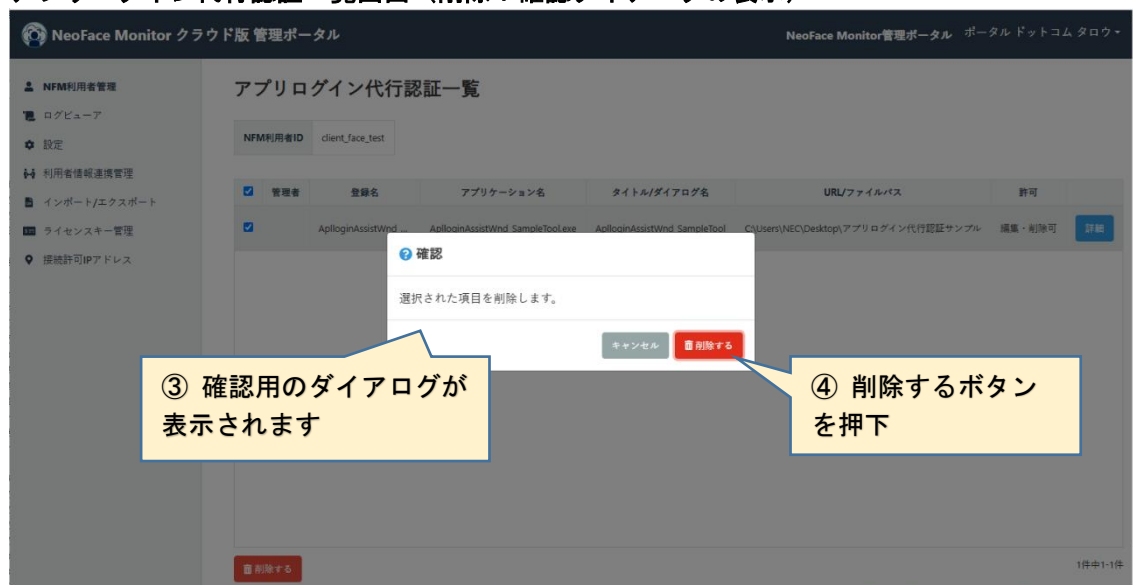 NeoFace Monitor クラウド版 管理ポータル
NeoFace Monitor管理ポータル ポータル ドットコム タロウ
NFM利用者管理
ログビューア
設定
利用者情報連携管理
インポート/エクスポート
ライセンスキー管理
接続許可IPアドレス
アプリログイン代行認証一覧
NFM利用者ID client_face_test
管理者 登録名 アプリケーション名 タイトル/ダイアログ名 URL/ファイルパス 許可
AplloginAssistWnd ... AplloginAssistWnd SampleTool.exe AplloginAssistWnd SampleTool C:\Users\NEC\Desktop\アプリログイン代行認証サンプル 編集・削除可 詳細
確認
選択された項目を削除します。
キャンセル 削除する
③ 確認用のダイアログが
表示されます
④ 削除するボタン
を押下
削除する
1件中1-1件